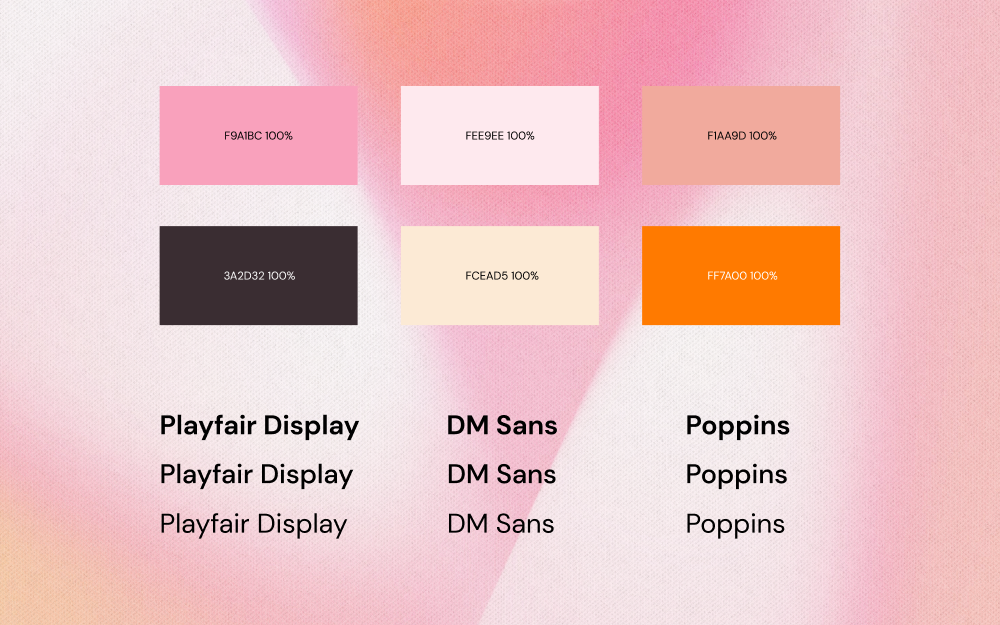 F9A1BC 100%
FEE9EE 100%
F1AA9D 100%
3A2D32 100%
FCEAD5 100%
FF7A00 100%
Playfair Display
DM Sans
Poppins
Playfair Display
DM Sans
Poppins
Playfair Display
DM Sans
Poppins